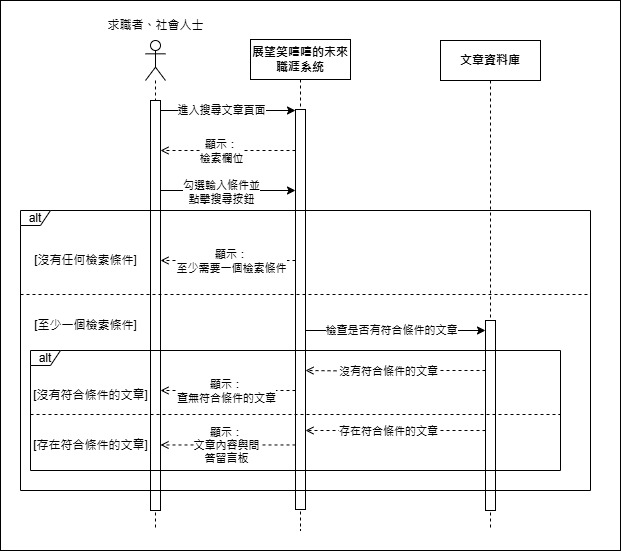 求職者、社會人士
展望笑嘻嘻的未來
職涯系統
文章資料庫
進入搜尋文章頁面
顯示：
檢索欄位
勾選輸入條件並
點擊搜尋按鈕
alt
[沒有任何檢索條件]
顯示：
至少需要一個檢索條件
[至少一個檢索條件]
檢查是否有符合條件的文章
alt
沒有符合條件的文章
[沒有符合條件的文章]
顯示：
查無符合條件的文章
存在符合條件的文章
[存在符合條件的文章]
顯示：
文章內容與問
答留言板